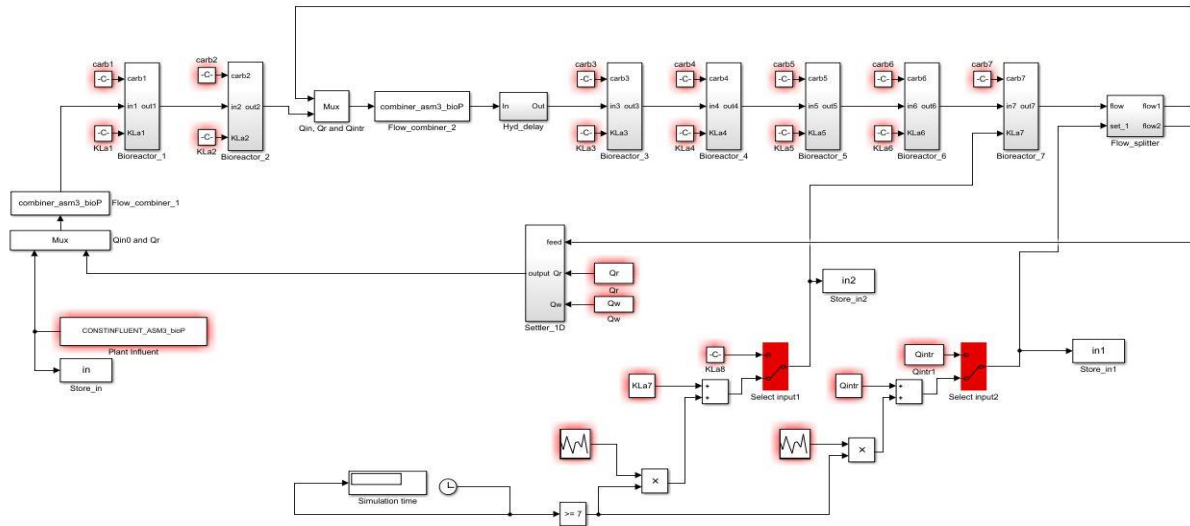 carb1
-C-
carb1
in1 out1
-C-
KLa1
KLa1
Bioreactor_1
carb2
-C-
carb2
in2 out2
-C-
KLa2
KLa2
Bioreactor_2
Mux
Qin, Qr and Qintr
combiner_asm3_bioP
Flow_combiner_2
In Out
Hyd_delay
carb3
-C-
carb3
in3 out3
-C-
KLa3
KLa3
Bioreactor_3
carb4
-C-
carb4
in4 out4
-C-
KLa4
KLa4
Bioreactor_4
carb5
-C-
carb5
in5 out5
-C-
KLa5
KLa5
Bioreactor_5
carb6
-C-
carb6
in6 out6
-C-
KLa6
KLa6
Bioreactor_6
carb7
-C-
carb7
in7 out7
KLa7
Bioreactor_7
flow flow1
set_1 flow2
Flow_splitter
combiner_asm3_bioP
Flow_combiner_1
Mux
Qin0 and Qr
feed
output Qr
Qw
Settler_1D
Qr
Qr
Qw
Qw
CONSTINFLUENT_ASM3_bioP
Plant Influent
in
Store_in
in2
Store_in2
in1
Store_in1
-C-
KLa8
KLa7
+
+
Select input1
Qintr
Qintr1
Qintr
+
+
Select input2
×
×
Simulation time
>= 7